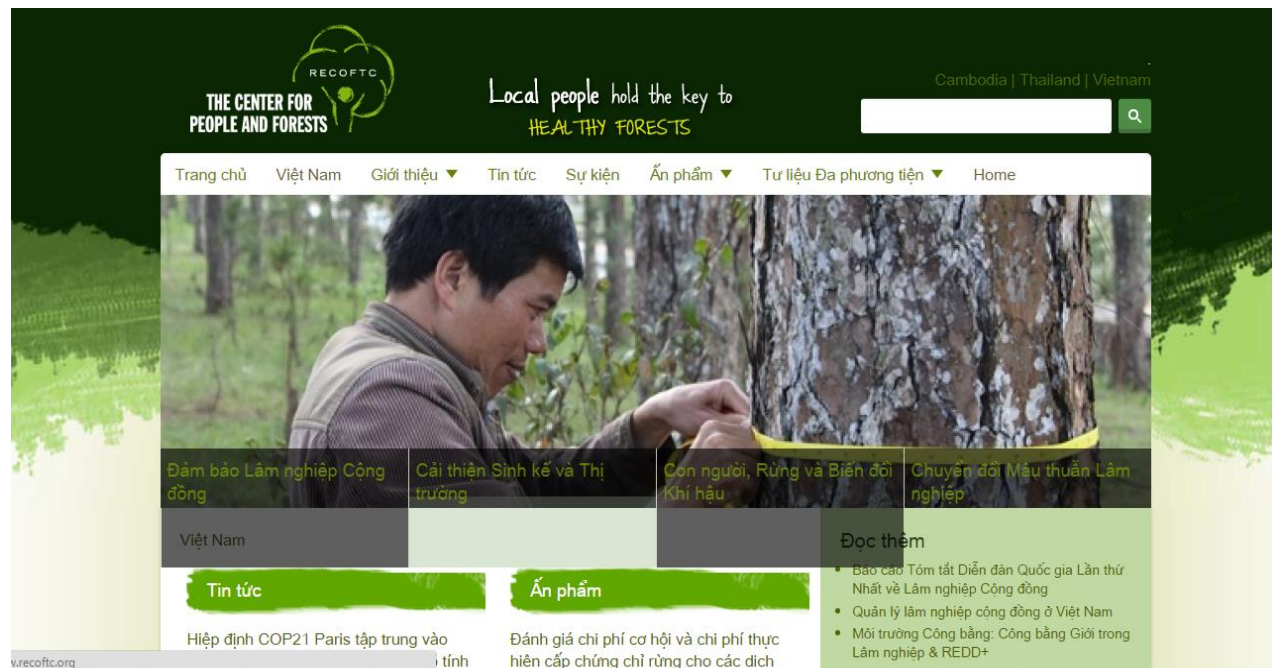 RECOFTC
THE CENTER FOR
PEOPLE AND FORESTS
Local people hold the key to
HEALTHY FORESTS
Cambodia | Thailand | Vietnam
Trang chủ Việt Nam Giới thiệu ▼ Tin tức Sự kiện Ấn phẩm ▼ Tư liệu Đa phương tiện ▼ Home
Đảm bảo Lâm nghiệp Cộng
đồng
Cải thiện Sinh kế và Thị
trường
Con người, Rừng và Biến đổi
Khí hậu
Chuyển đổi Mâu thuẫn Lâm
nghiệp
Việt Nam
Tin tức
Hiệp định COP21 Paris tập trung vào
tính
Ấn phẩm
Đánh giá chi phí cơ hội và chi phí thực
hiện cấp chứng chỉ rừng cho các dịch
Đọc thêm
Báo cáo Tóm tắt Diễn đàn Quốc gia Lần thứ
Nhất về Lâm nghiệp Cộng đồng
Quản lý lâm nghiệp cộng đồng ở Việt Nam
Môi trường Công bằng: Công bằng Giới trong
Lâm nghiệp & REDD+
.recoftc.org